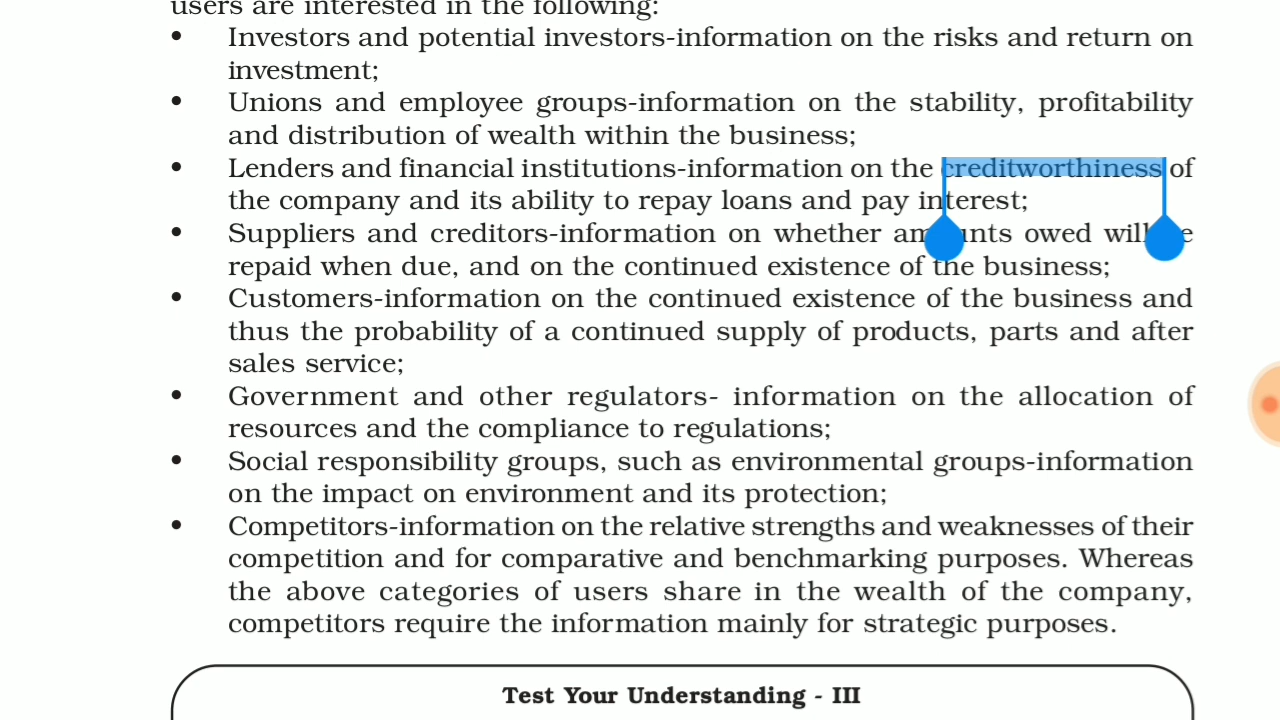 users are interested in the following:
• Investors and potential investors-information on the risks and return on
investment;
• Unions and employee groups-information on the stability, profitability
and distribution of wealth within the business;
• Lenders and financial institutions-information on the creditworthiness of
the company and its ability to repay loans and pay interest;
• Suppliers and creditors-information on whether amounts owed will be
repaid when due, and on the continued existence of the business;
• Customers-information on the continued existence of the business and
thus the probability of a continued supply of products, parts and after
sales service;
• Government and other regulators- information on the allocation of
resources and the compliance to regulations;
• Social responsibility groups, such as environmental groups-information
on the impact on environment and its protection;
• Competitors-information on the relative strengths and weaknesses of their
competition and for comparative and benchmarking purposes. Whereas
the above categories of users share in the wealth of the company,
competitors require the information mainly for strategic purposes.
Test Your Understanding - III